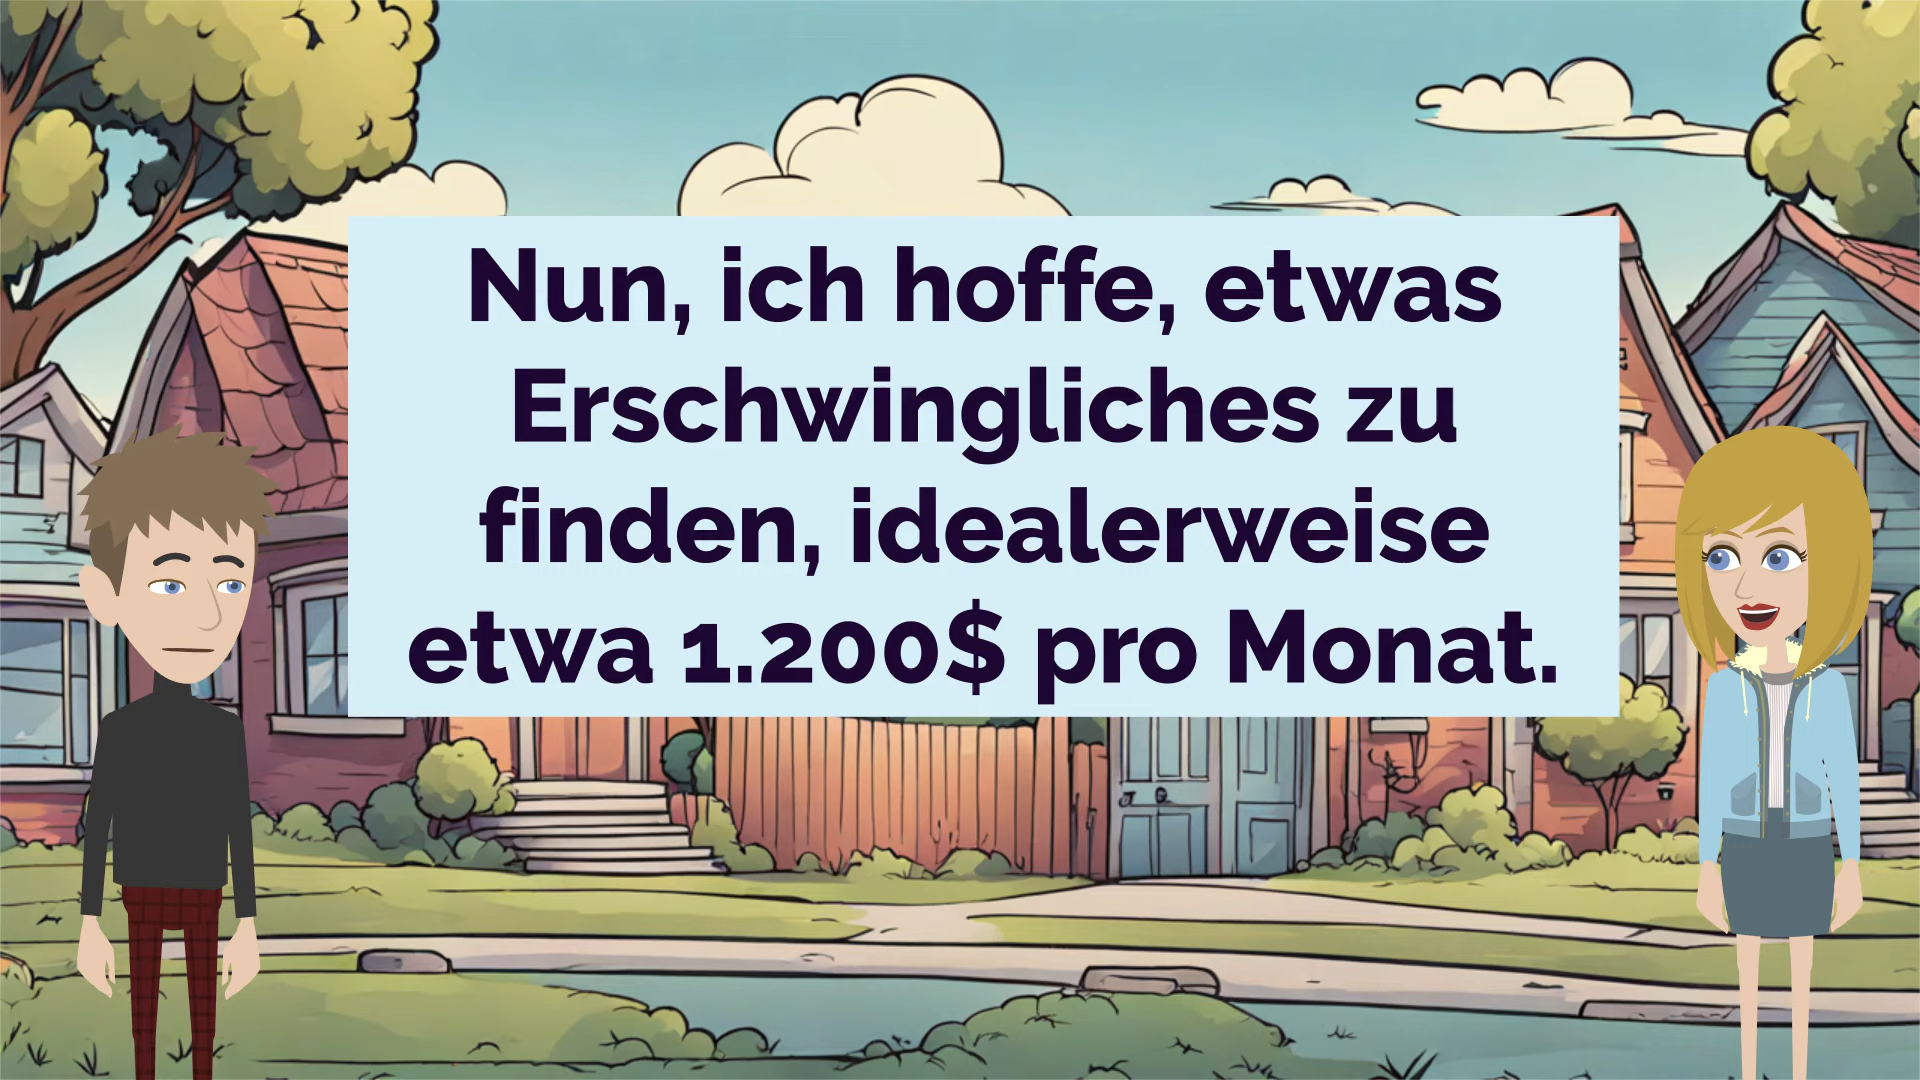 Nun, ich hoffe, etwas
Erschwingliches zu
finden, idealerweise
etwa 1.200$ pro Monat.